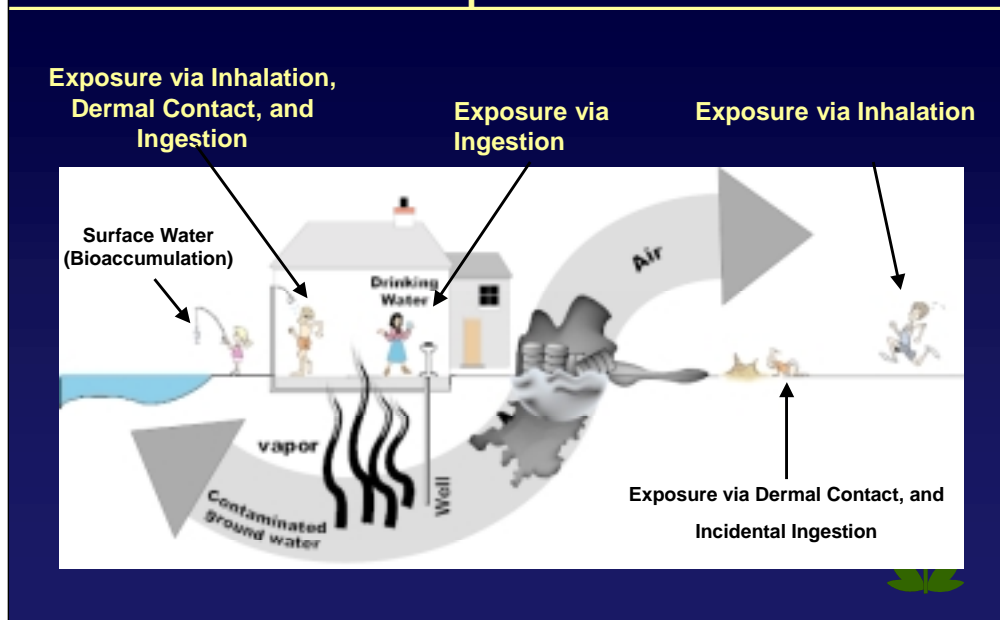 Exposure via Inhalation,
Dermal Contact, and
Ingestion
Exposure via
Ingestion
Exposure via Inhalation
Surface Water
(Bioaccumulation)
Drinking
Water
Air
vapor
Well
Contaminated
ground water
Exposure via Dermal Contact, and
Incidental Ingestion